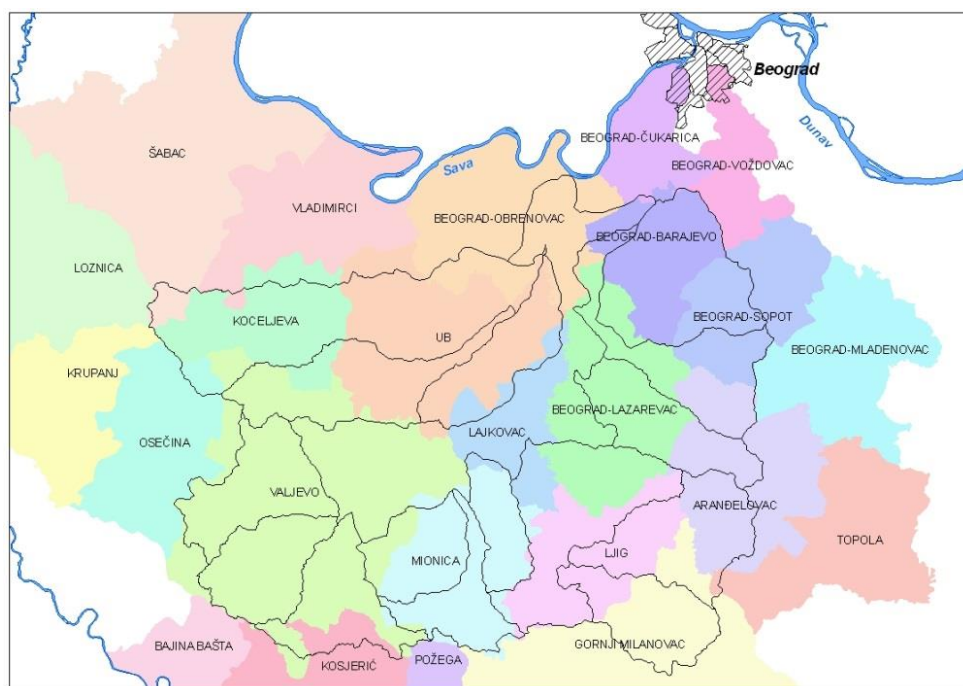 Beograd
Dunav
BEOGRAD-ČUKARICA
ŠABAC
Sava
BEOGRAD-VOŽDOVAC
VLADIMIRCI
BEOGRAD-OBRENOVAC
BEOGRAD-BARAJEVO
LOZNICA
KOCELJEVA
BEOGRAD-SOPOT
UB
BEOGRAD-MLADENOVAC
KRUPANJ
BEOGRAD-LAZAREVAC
LAJKOVAC
OSEČINA
VALJEVO
ARANĐELOVAC
TOPOLA
LJIG
MIONICA
BAJINA BAŠTA
GORNJI MILANOVAC
POŽEGA
KOSJERIĆ